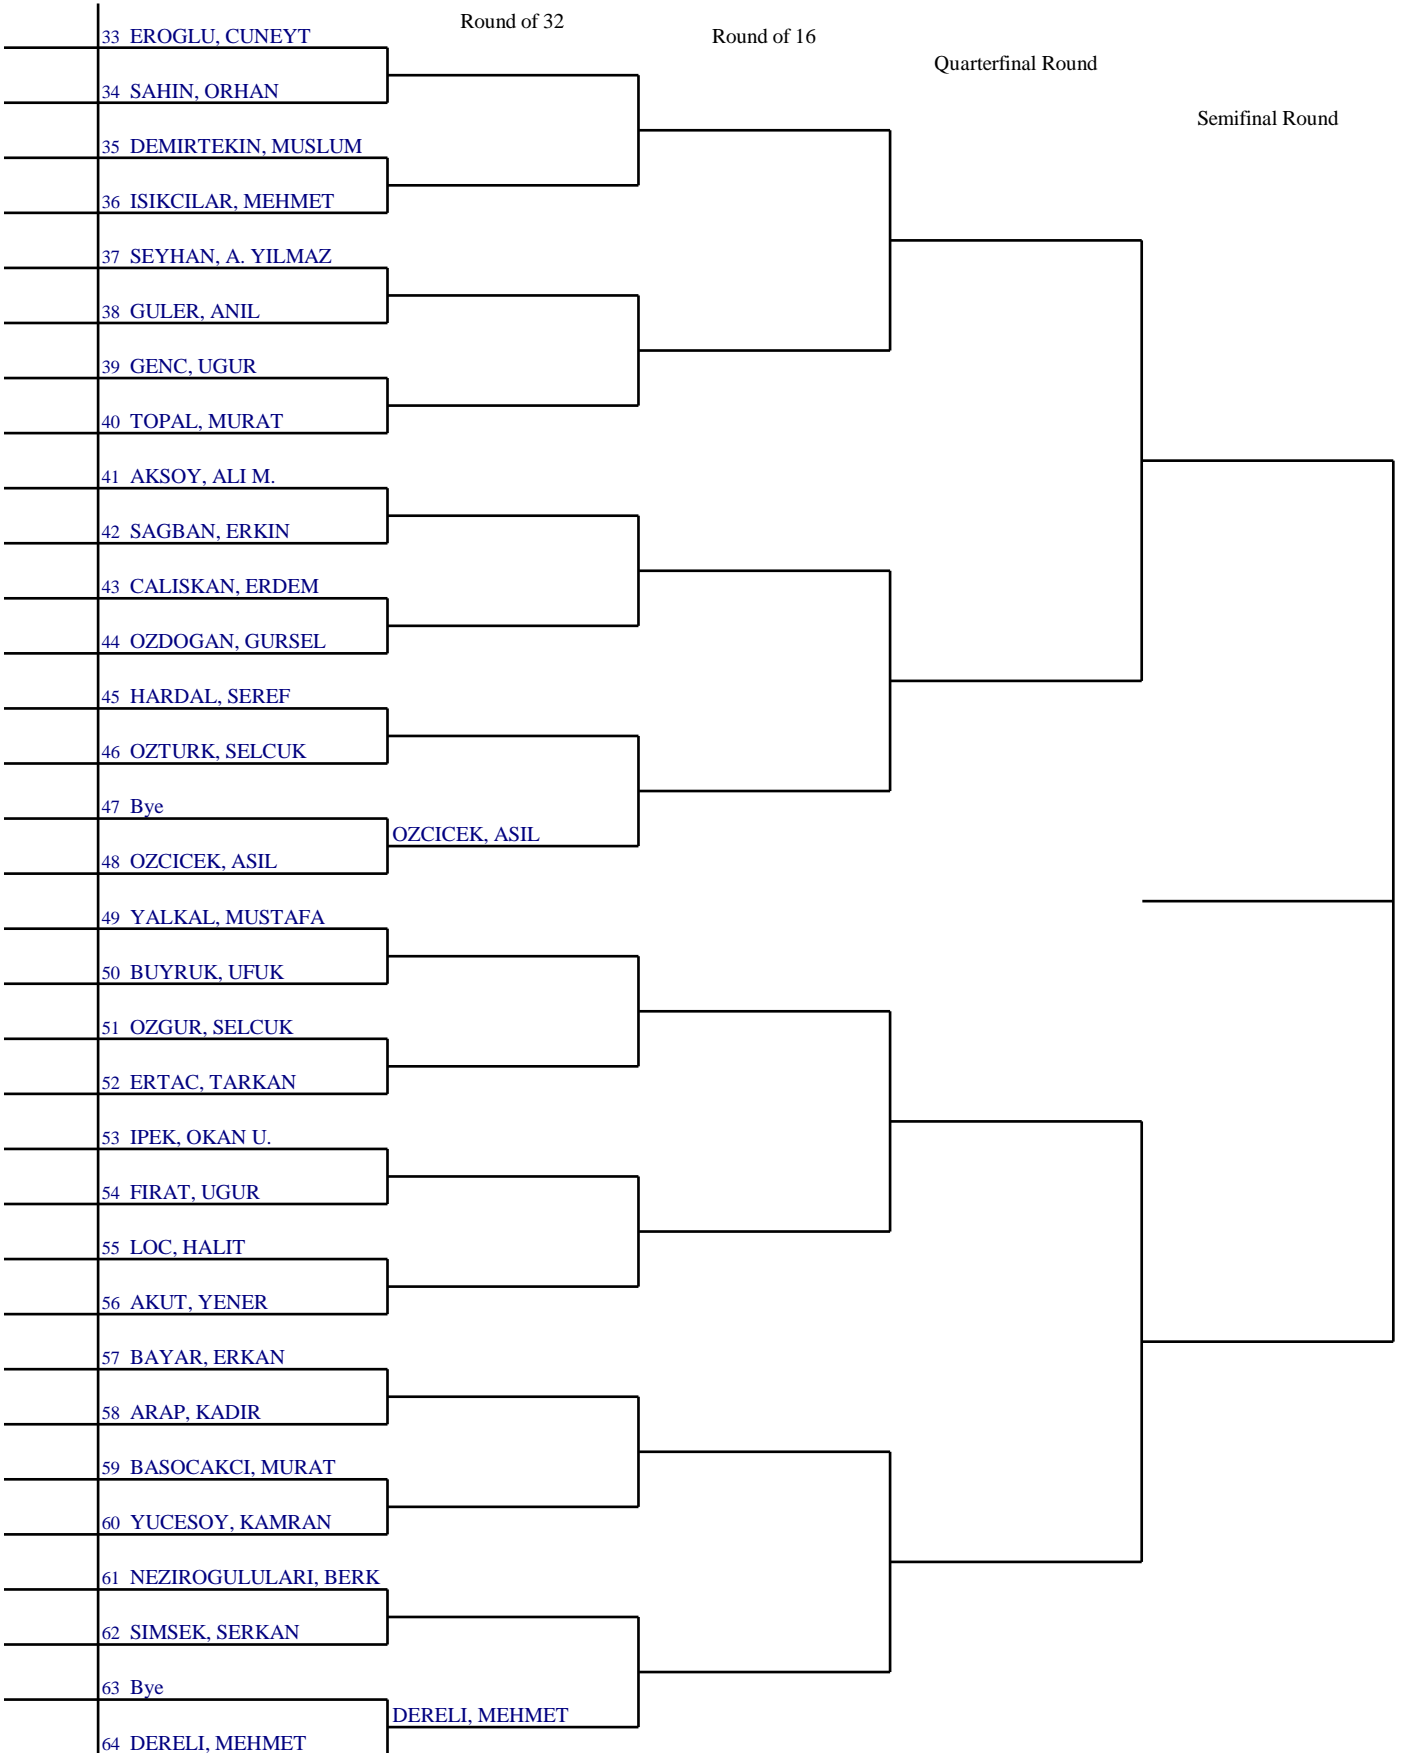 Round of 32
Round of 16
Quarterfinal Round
Semifinal Round
33 EROGLU, CUNEYT
34 SAHIN, ORHAN
35 DEMIRTEKIN, MUSLUM
36 ISIKCILAR, MEHMET
37 SEYHAN, A. YILMAZ
38 GULER, ANIL
39 GENC, UGUR
40 TOPAL, MURAT
41 AKSOY, ALI M.
42 SAGBAN, ERKIN
43 CALISKAN, ERDEM
44 OZDOGAN, GURSEL
45 HARDAL, SEREF
46 OZTURK, SELCUK
47 Bye
OZCICEK, ASIL
48 OZCICEK, ASIL
49 YALKAL, MUSTAFA
50 BUYRUK, UFUK
51 OZGUR, SELCUK
52 ERTAC, TARKAN
53 IPEK, OKAN U.
54 FIRAT, UGUR
55 LOC, HALIT
56 AKUT, YENER
57 BAYAR, ERKAN
58 ARAP, KADIR
59 BASOCAKCI, MURAT
60 YUCESOY, KAMRAN
61 NEZIROGULULARI, BERK
62 SIMSEK, SERKAN
63 Bye
DERELI, MEHMET
64 DERELI, MEHMET